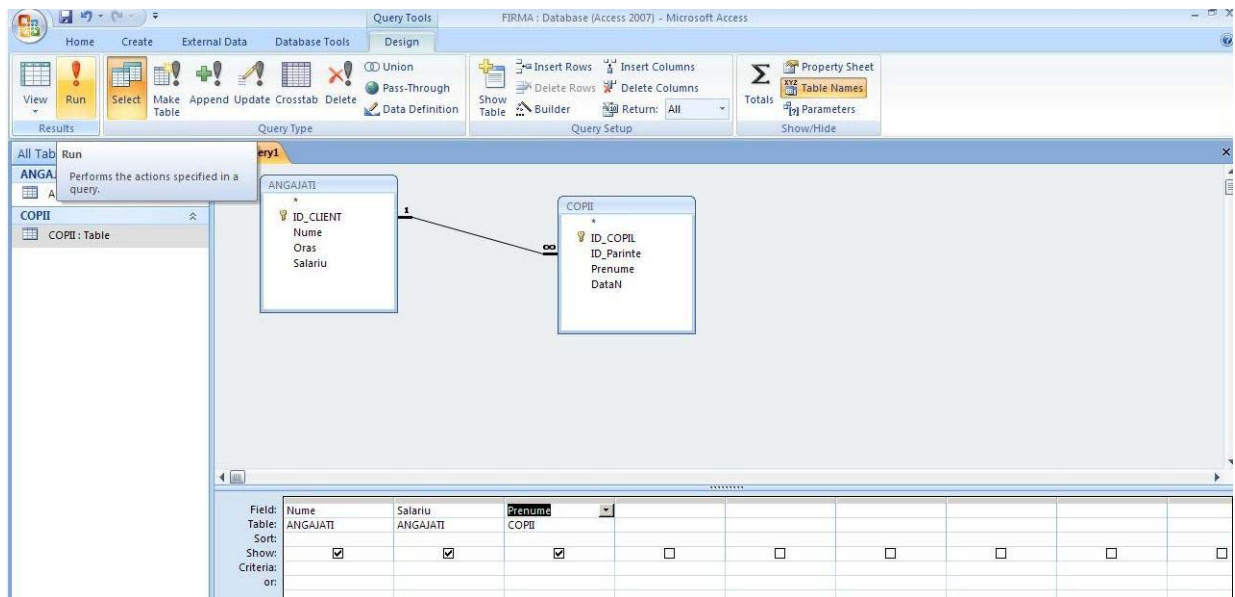 Query Tools FIRMA : Database (Access 2007) - Microsoft Access
Home Create External Data Database Tools Design
View Run Select Make Table Append Update Crosstab Delete
Union
Pass-Through
Data Definition
Show Table
Insert Rows Insert Columns
Delete Rows Delete Columns
Builder Return: All
Totals
Property Sheet
Table Names
Parameters
Results Query Type Query Setup Show/Hide
All Tab
Run
Performs the actions specified in a
query.
ery1
ANGAJ
A
COPII
COPII : Table
ANGAJATI
*
ID_CLIENT
Nume
Oras
Salariu
1
∞
COPII
*
ID_COPIL
ID_Parinte
Prenume
DataN
Field: Nume Salariu Prenume
Table: ANGAJATI ANGAJATI COPII
Sort:
Show:
Criteria:
or: